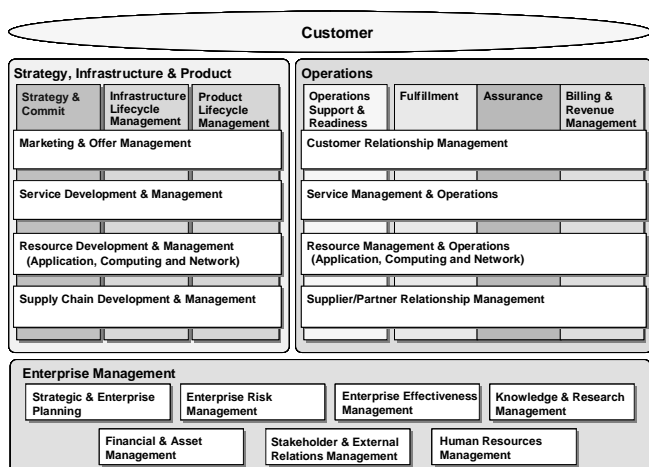 Customer
Strategy, Infrastructure & Product
Operations
Strategy &
Commit
Infrastructure
Lifecycle
Management
Product
Lifecycle
Management
Operations
Support &
Readiness
Fulfillment
Assurance
Billing &
Revenue
Management
Marketing & Offer Management
Customer Relationship Management
Service Development & Management
Service Management & Operations
Resource Development & Management
(Application, Computing and Network)
Resource Management & Operations
(Application, Computing and Network)
Supply Chain Development & Management
Supplier/Partner Relationship Management
Enterprise Management
Strategic & Enterprise
Planning
Enterprise Risk
Management
Enterprise Effectiveness
Management
Knowledge & Research
Management
Financial & Asset
Management
Stakeholder & External
Relations Management
Human Resources
Management